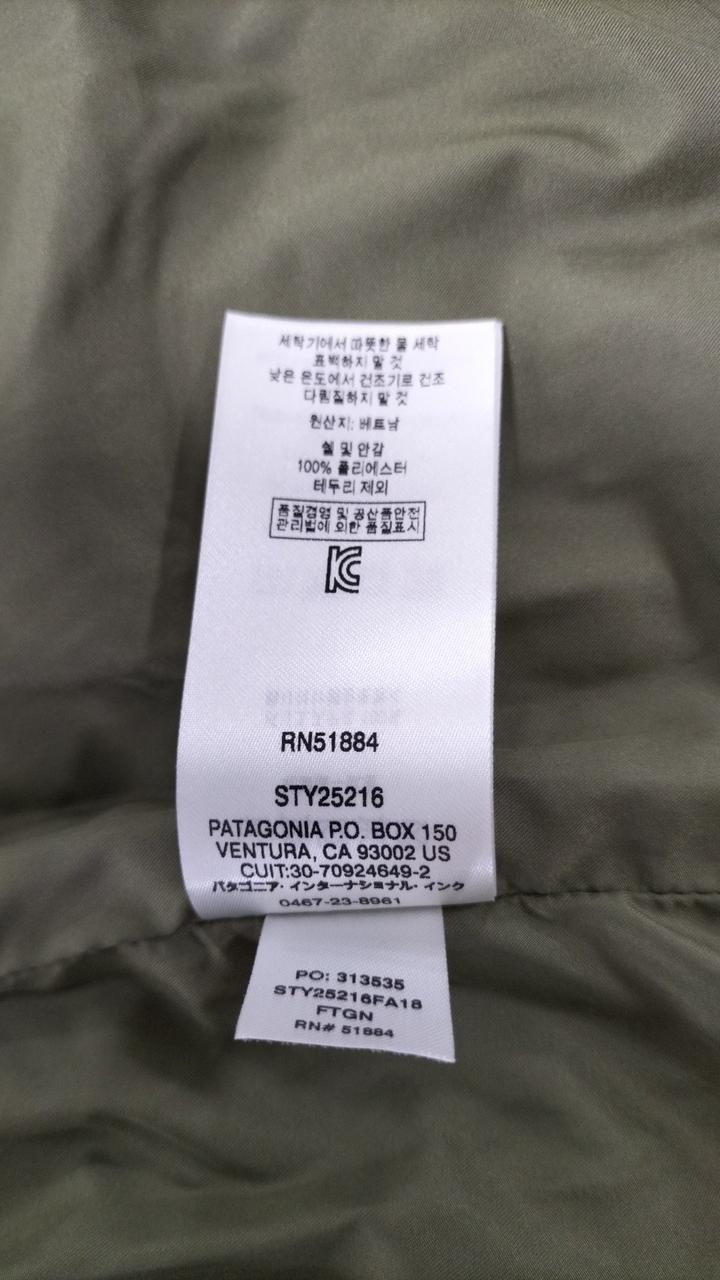 세탁기에서 따뜻한 물 세탁
표백하지 말 것
낮은 온도에서 건조기로 건조
다림질하지 말 것
원산지: 베트남
쉘 및 안감
100% 폴리에스터
테두리 제외
품질경영 및 공산품안전
관리법에 의한 품질표시
KC
RN51884
STY25216
PATAGONIA P.O. BOX 150
VENTURA, CA 93002 US
CUIT:30-70924649-2
パタゴニア・インターナショナル・インク
0467-23-8961
PO: 313535
STY25216FA18
FTGN
RN# 51884